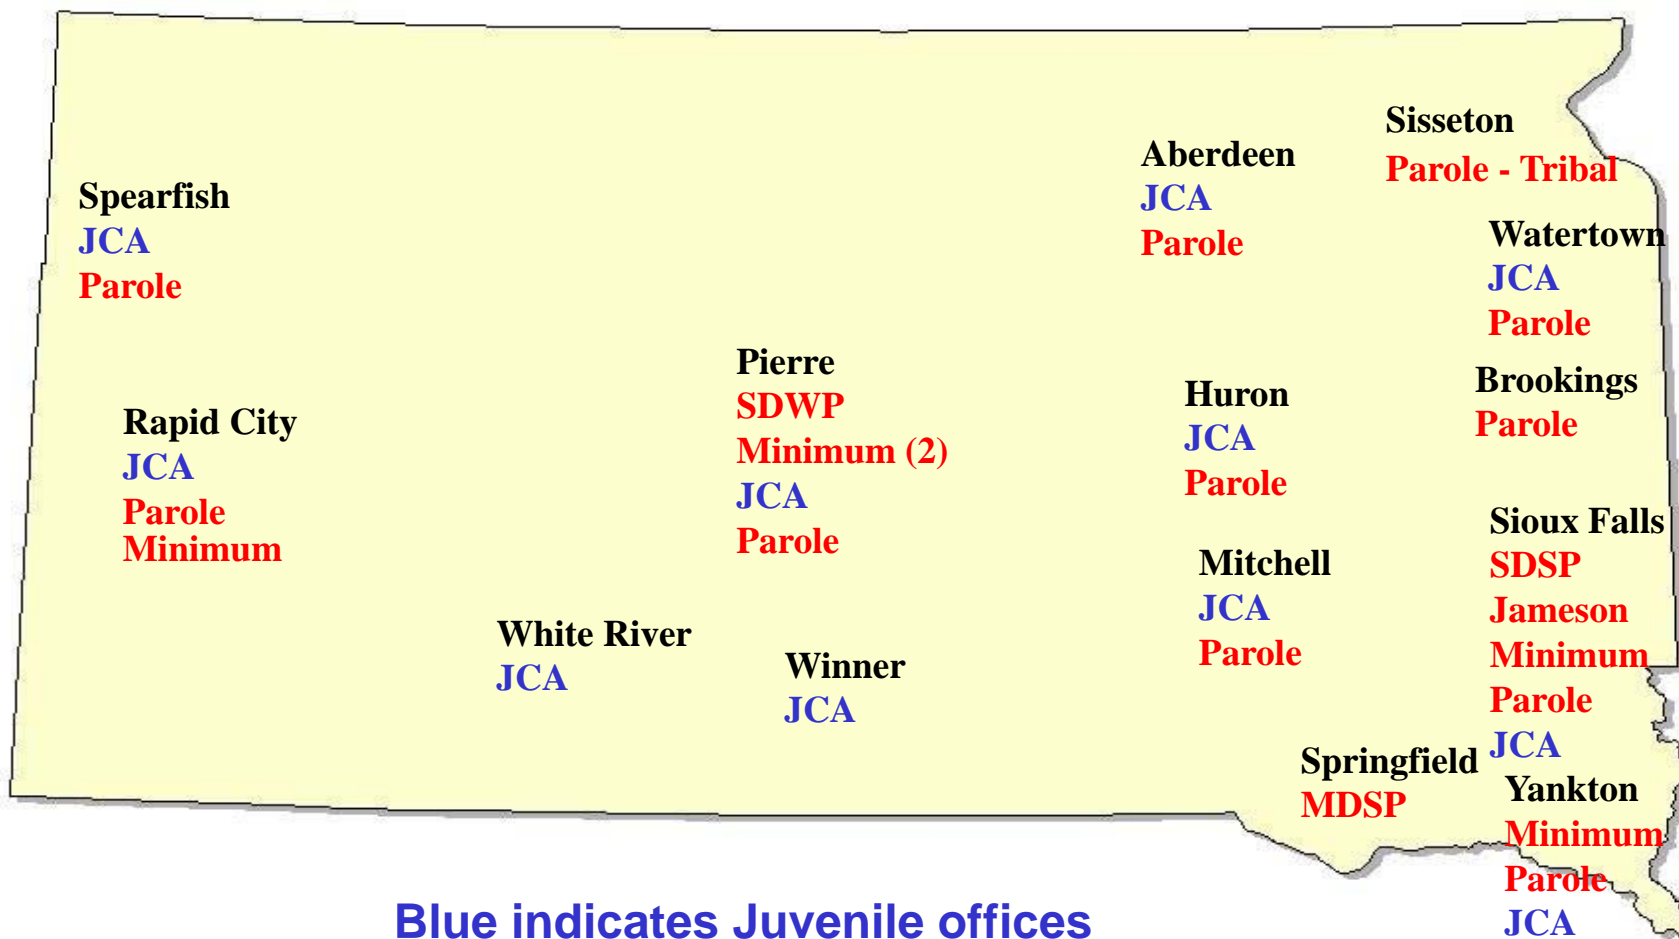 Sisseton
Parole - Tribal
Aberdeen
JCA
Parole
Spearfish
JCA
Parole
Watertown
JCA
Parole
Pierre
SDWP
Minimum (2)
JCA
Parole
Brookings
Parole
Huron
JCA
Parole
Rapid City
JCA
Parole
Minimum
Sioux Falls
SDSP
Jameson
Minimum
Parole
JCA
Mitchell
JCA
Parole
White River
JCA
Winner
JCA
Springfield
MDSP
Yankton
Minimum
Parole
JCA
Blue indicates Juvenile offices